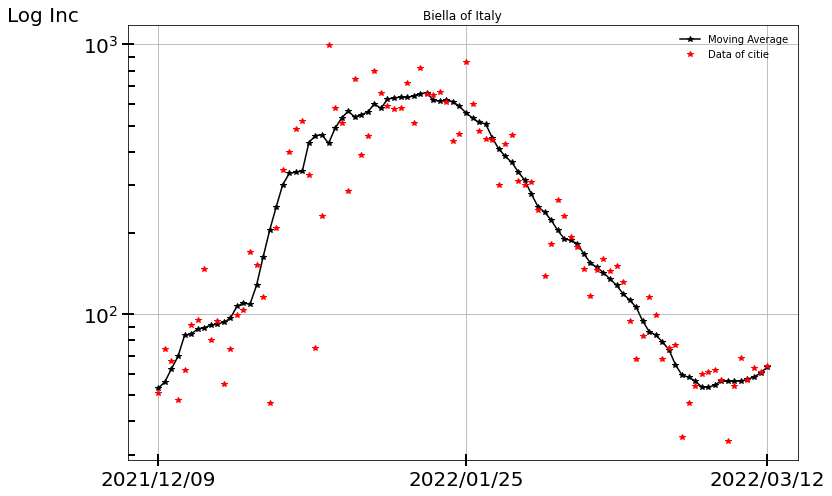 Log Inc
Biella of Italy
Moving Average
Data of citie
10³
10²
2021/12/09 2022/01/25 2022/03/12